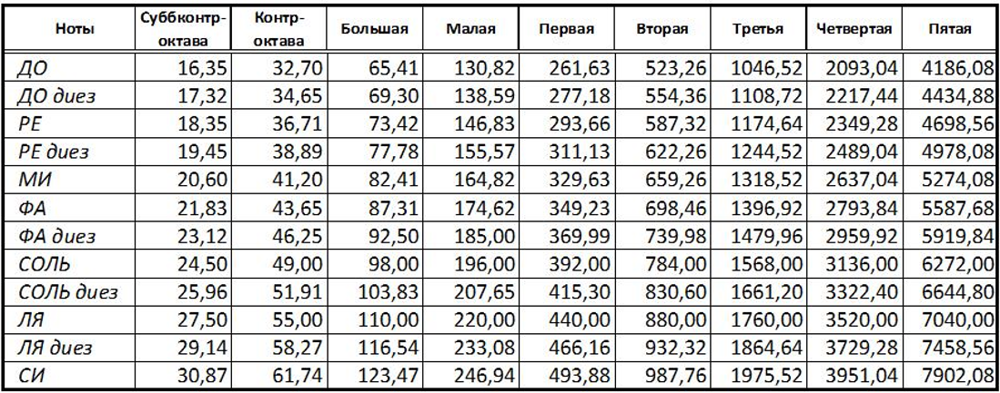 Ноты Суббконтр-октава Контр-октава Большая Малая Первая Вторая Третья Четвертая Пятая
ДО 16,35 32,70 65,41 130,82 261,63 523,26 1046,52 2093,04 4186,08
ДО диез 17,32 34,65 69,30 138,59 277,18 554,36 1108,72 2217,44 4434,88
РЕ 18,35 36,71 73,42 146,83 293,66 587,32 1174,64 2349,28 4698,56
РЕ диез 19,45 38,89 77,78 155,57 311,13 622,26 1244,52 2489,04 4978,08
МИ 20,60 41,20 82,41 164,82 329,63 659,26 1318,52 2637,04 5274,08
ФА 21,83 43,65 87,31 174,62 349,23 698,46 1396,92 2793,84 5587,68
ФА диез 23,12 46,25 92,50 185,00 369,99 739,98 1479,96 2959,92 5919,84
СОЛЬ 24,50 49,00 98,00 196,00 392,00 784,00 1568,00 3136,00 6272,00
СОЛЬ диез 25,96 51,91 103,83 207,65 415,30 830,60 1661,20 3322,40 6644,80
ЛЯ 27,50 55,00 110,00 220,00 440,00 880,00 1760,00 3520,00 7040,00
ЛЯ диез 29,14 58,27 116,54 233,08 466,16 932,32 1864,64 3729,28 7458,56
СИ 30,87 61,74 123,47 246,94 493,88 987,76 1975,52 3951,04 7902,08